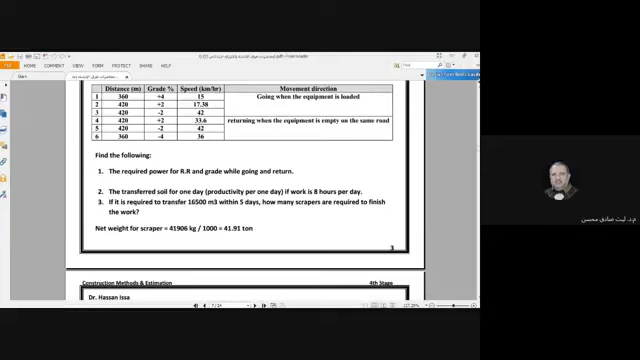 FILE HOME COMMENT VIEW FORM PROTECT SHARE HELP
Find
Start
Distance (m) Grade % Speed (km/hr) Movement direction
1 360 +4 15 Going when the equipment is loaded
2 420 +2 17.38
3 420 -2 42
4 420 +2 33.6 returning when the equipment is empty on the same road
5 420 -2 42
6 360 -4 36
Find the following:
1. The required power for R.R and grade while going and return.
2. The transferred soil for one day (productivity per one day) if work is 8 hours per day.
3. If it is required to transfer 16500 m3 within 5 days, how many scrapers are required to finish
the work?
Net weight for scraper = 41906 kg / 1000 = 41.91 ton
3
Construction Methods & Estimation 4th Stage
Dr. Hassan Issa
م.د. ليث صادق محسن